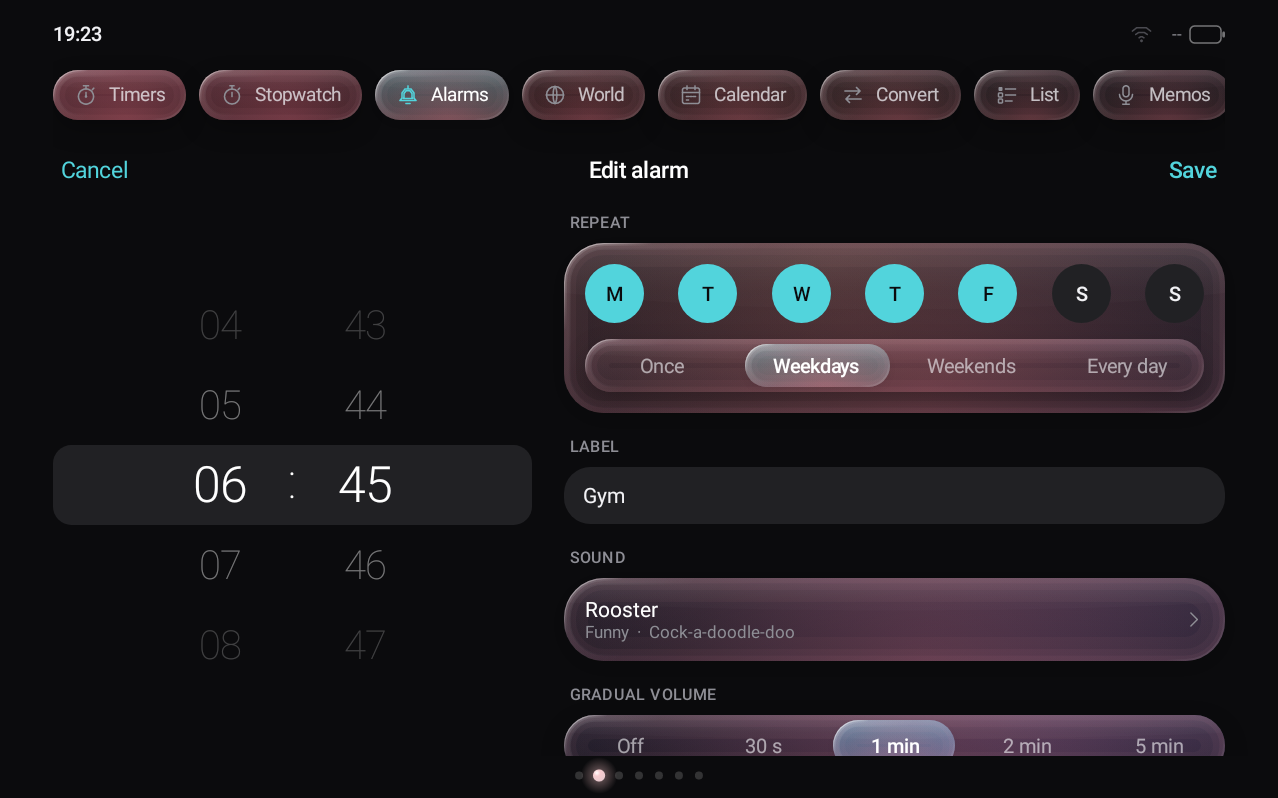 19:23 --
Timers Stopwatch Alarms World Calendar Convert List Memos
Cancel Edit alarm Save
REPEAT
M T W T F S S
Once Weekdays Weekends Every day
04 43
05 44
06 : 45
07 46
08 47
LABEL
Gym
SOUND
Rooster
Funny · Cock-a-doodle-doo
GRADUAL VOLUME
Off 30 s 1 min 2 min 5 min